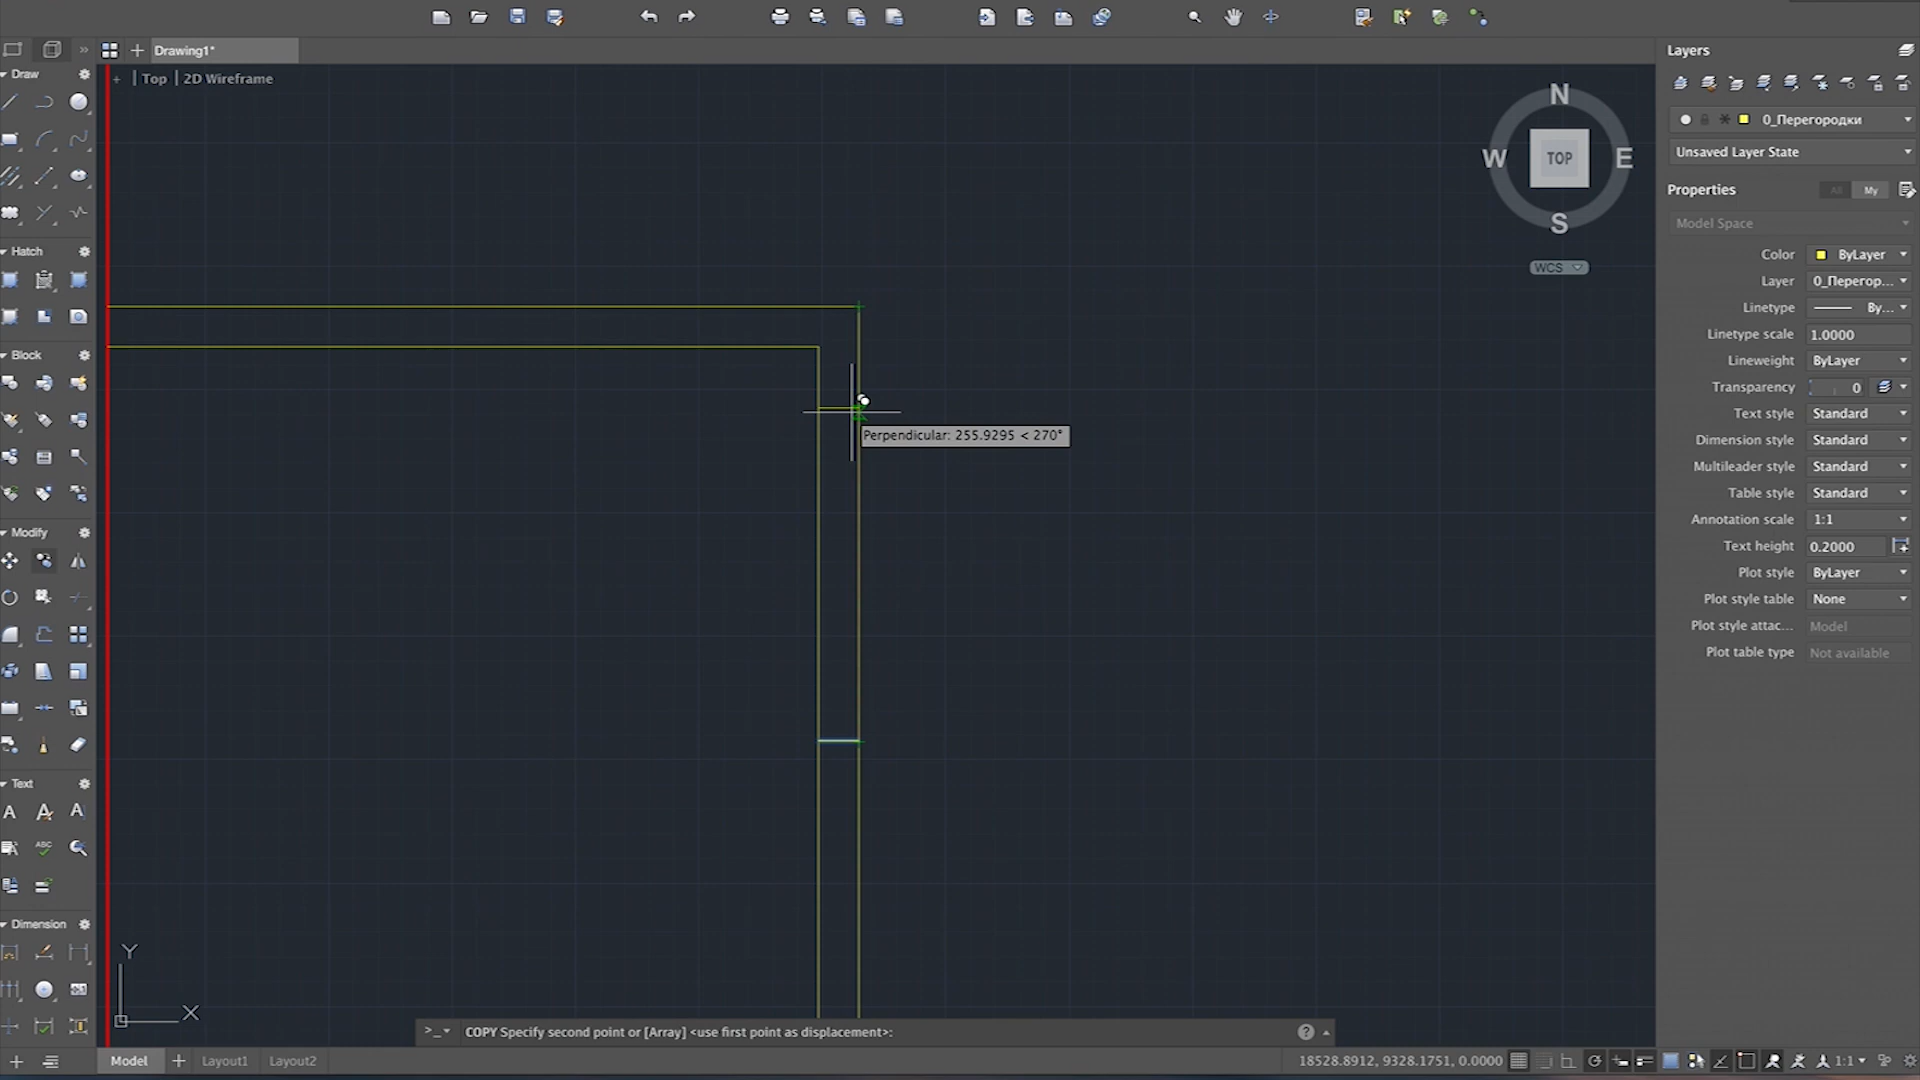 Drawing1*
Layers
Draw
+ | Top | 2D Wireframe
N
W
TOP
E
S
WCS
0_Перегородки
Unsaved Layer State
Properties
All
My
Model Space
Color ByLayer
Layer 0_Перегор...
Linetype By...
Linetype scale 1.0000
Lineweight ByLayer
Transparency 0
Text style Standard
Dimension style Standard
Multileader style Standard
Table style Standard
Annotation scale 1:1
Text height 0.2000
Plot style ByLayer
Plot style table None
Plot style attac... Model
Plot table type Not available
Hatch
Block
Perpendicular: 255.9295 < 270°
Modify
Text
A A A
ABC
Dimension
Y
X
>_ COPY Specify second point or [Array] <use first point as displacement>:
?
Model
Layout1
Layout2
18528.8912, 9328.1751, 0.0000
1:1